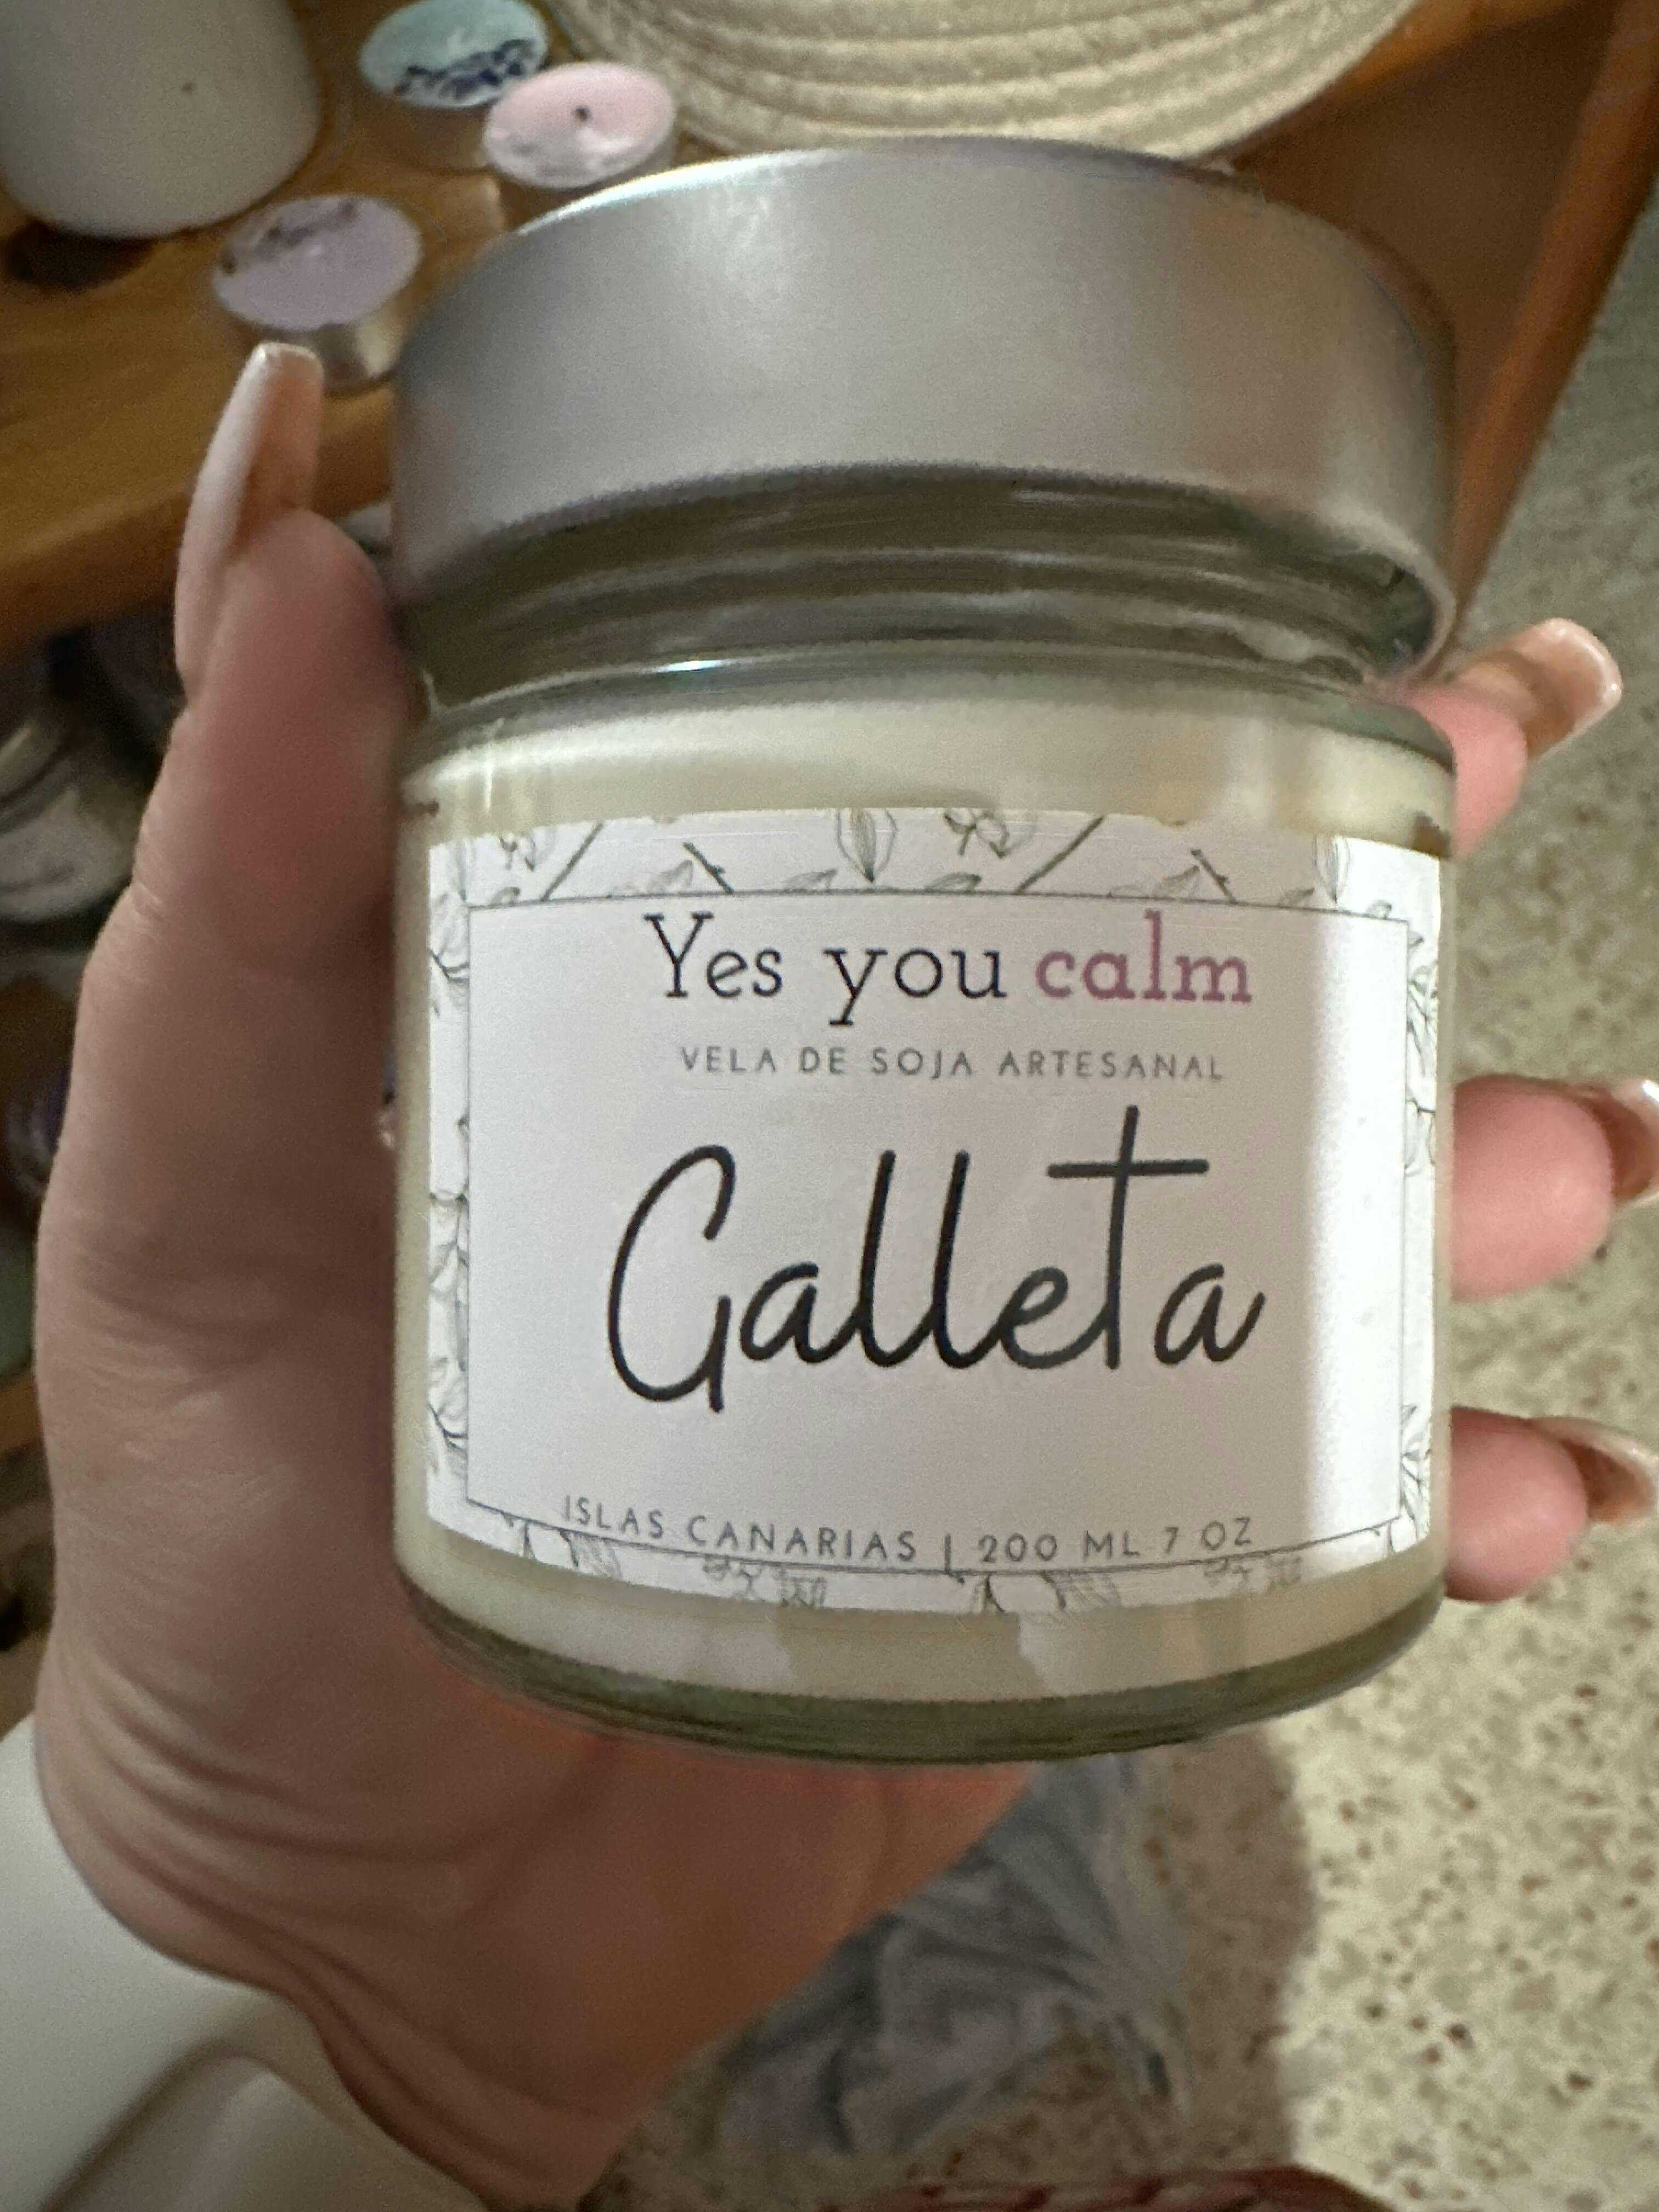 Yes you calm
VELA DE SOJA ARTESANAL
Galleta
ISLAS CANARIAS | 200 ML 7 OZ